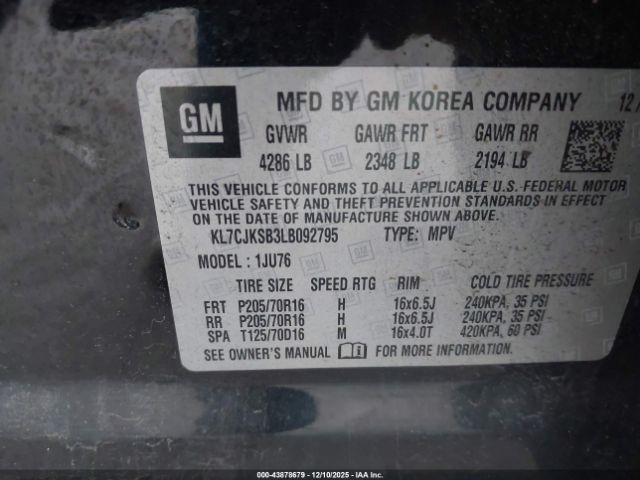 GM
MFD BY GM KOREA COMPANY
GVWR GAWR FRT GAWR RR
4286 LB 2348 LB 2194 LB
THIS VEHICLE CONFORMS TO ALL APPLICABLE U.S. FEDERAL MOTOR
VEHICLE SAFETY AND THEFT PREVENTION STANDARDS IN EFFECT
ON THE DATE OF MANUFACTURE SHOWN ABOVE.
KL7CJKSB3LB092795 TYPE: MPV
MODEL : 1JU76
TIRE SIZE SPEED RTG RIM COLD TIRE PRESSURE
FRT P205/70R16 H 16x6.5J 240KPA, 35 PSI
RR P205/70R16 H 16x6.5J 240KPA, 35 PSI
SPA T125/70D16 M 16x4.0T 420KPA, 60 PSI
SEE OWNER'S MANUAL FOR MORE INFORMATION.
000-43878679 - 12/10/2025 - IAA Inc.